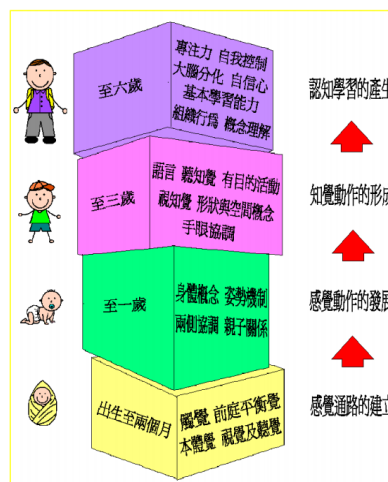 至六歲
專注力 自我控制
大腦分化 自信心
基本學習能力
組織行為 概念理解
認知學習的產生
至三歲
語言 聽知覺 有目的活動
視知覺 形狀與空間概念
手眼協調
知覺動作的形成
至一歲
身體概念 姿勢機制
兩側協調 親子關係
感覺動作的發展
出生至兩個月
觸覺 前庭平衡覺
本體覺 視覺及聽覺
感覺通路的建立